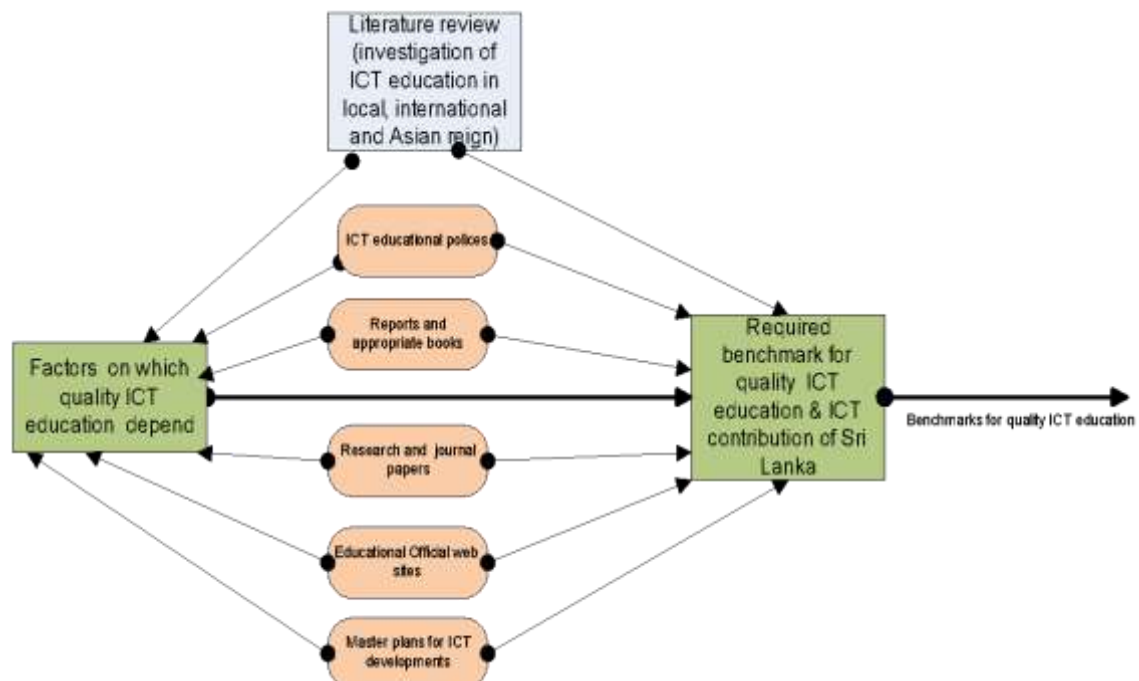 Literature review
(investigation of
ICT education in
local, international
and Asian reign)
ICT educational polices
Reports and
appropriate books
Factors on which
quality ICT
education depend
Required
benchmark for
quality ICT
education & ICT
contribution of Sri
Lanka
Benchmarks for quality ICT education
Research and journal
papers
Educational Official web
sites
Master plans for ICT
developments